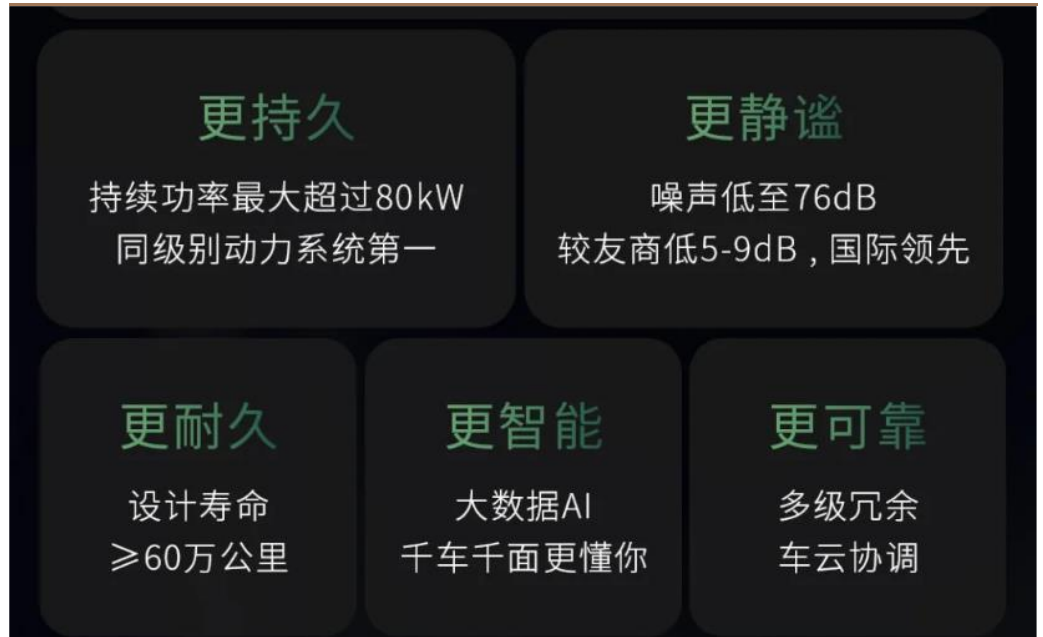 更持久
持续功率最大超过80kW
同级别动力系统第一
更静谧
噪声低至76dB
较友商低5-9dB，国际领先
更耐久
设计寿命
≥60万公里
更智能
大数据AI
千车千面更懂你
更可靠
多级冗余
车云协调